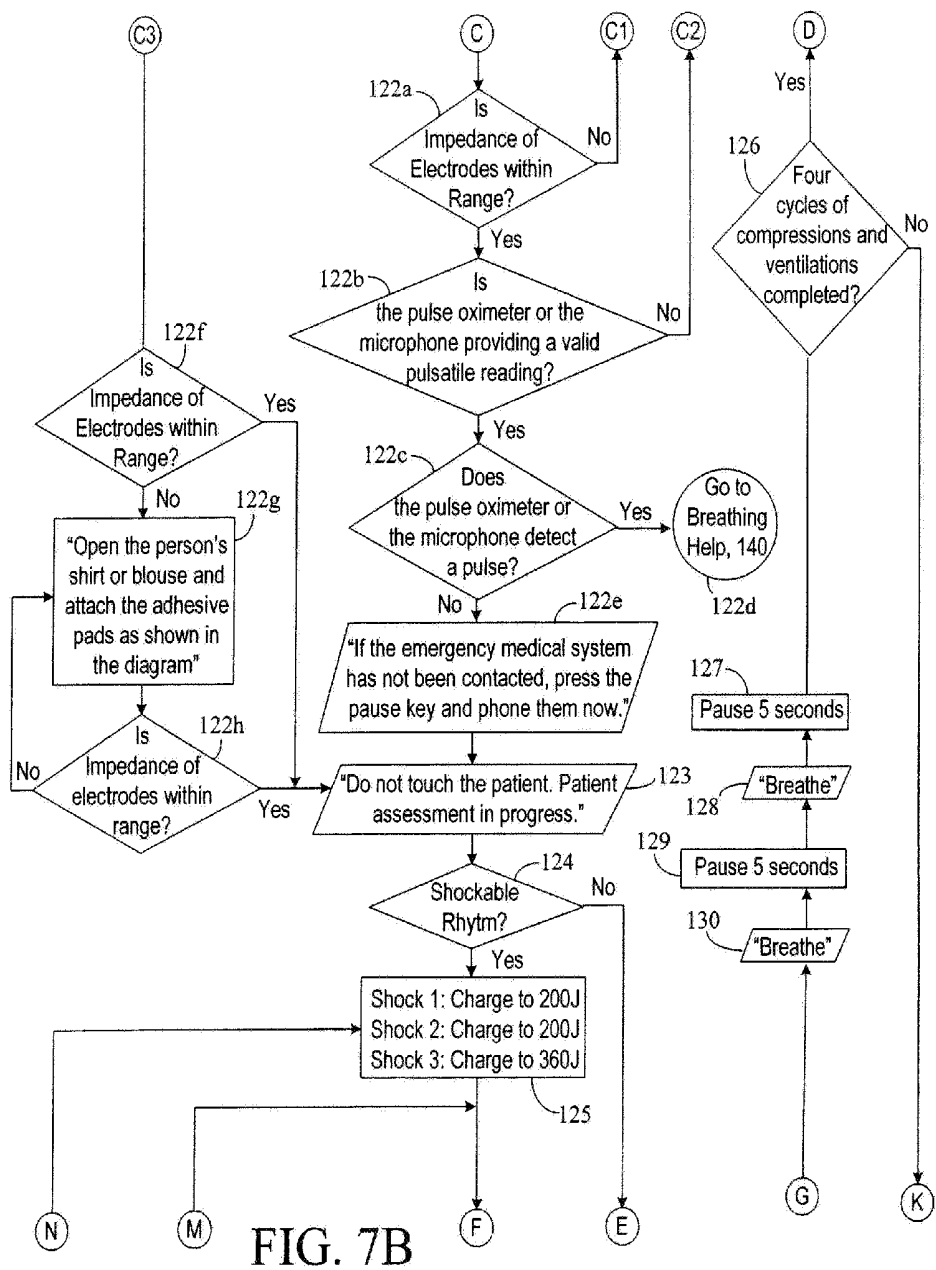 C3
C
C1
C2
D
122a
Is
Impedance of
Electrodes within
Range?
No
Yes
122b
Is
the pulse oximeter or the
microphone providing a valid
pulsatile reading?
No
Yes
122c
Does
the pulse oximeter or
the microphone detect
a pulse?
Yes
No
Go to
Breathing
Help, 140
122d
122e
"If the emergency medical system
has not been contacted, press the
pause key and phone them now."
122f
Is
Impedance of
Electrodes within
Range?
Yes
No
122g
"Open the person's
shirt or blouse and
attach the adhesive
pads as shown in
the diagram"
122h
Is
Impedance of
electrodes within
range?
No
Yes
"Do not touch the patient. Patient
assessment in progress."
123
124
Shockable
Rhytm?
No
Yes
Shock 1: Charge to 200J
Shock 2: Charge to 200J
Shock 3: Charge to 360J
125
Yes
126
Four
cycles of
compressions and
ventilations
completed?
No
127
Pause 5 seconds
"Breathe"
128
129
Pause 5 seconds
130
"Breathe"
N
M
F
E
G
K
FIG. 7B